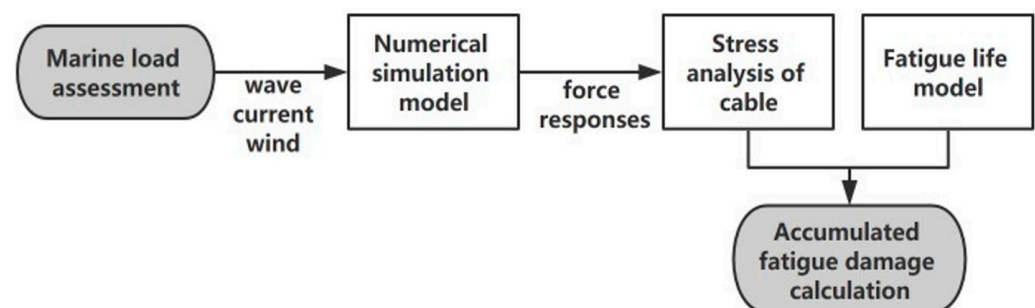 Marine load
assessment
wave
current
wind
Numerical
simulation
model
force
responses
Stress
analysis of
cable
Fatigue life
model
Accumulated
fatigue damage
calculation